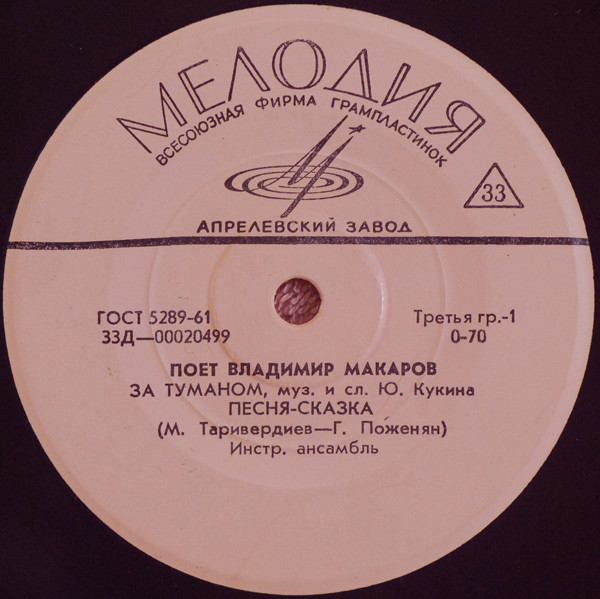 МЕЛОДИЯ
ВСЕСОЮЗНАЯ ФИРМА ГРАМПЛАСТИНОК
33
АПРЕЛЕВСКИЙ ЗАВОД
ГОСТ 5289-61
Третья гр.-1
33Д—00020499
0-70
ПОЕТ ВЛАДИМИР МАКАРОВ
ЗА ТУМАНОМ, муз. и сл. Ю. Кукина
ПЕСНЯ-СКАЗКА
(М. Таривердиев—Г. Поженян)
Инстр. ансамбль